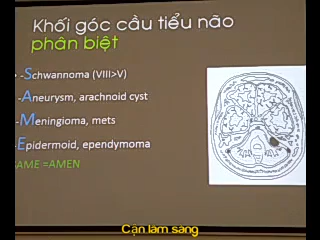 Khối góc cầu tiểu não
phân biệt
-Schwannoma (VIII>V)
-Aneurysm, arachnoid cyst
-Meningioma, mets
-Epidermoid, ependymoma
SAME =AMEN
Cận lâm sàng